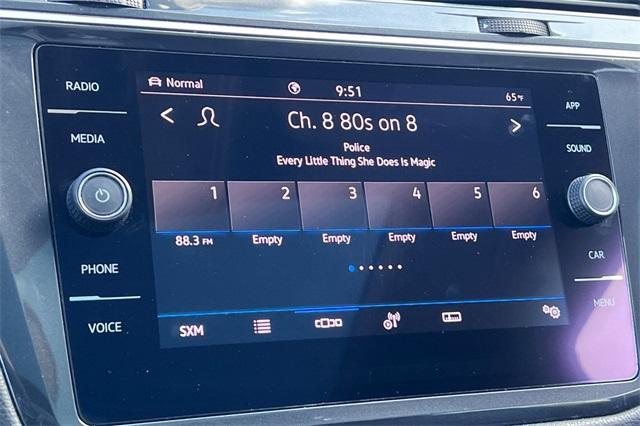 RADIO
MEDIA
PHONE
VOICE
Normal
9:51
65°F
Ch. 8 80s on 8
Police
Every Little Thing She Does Is Magic
1 2 3 4 5 6
88.3 FM Empty Empty Empty Empty Empty
SXM
APP
SOUND
CAR
MENU